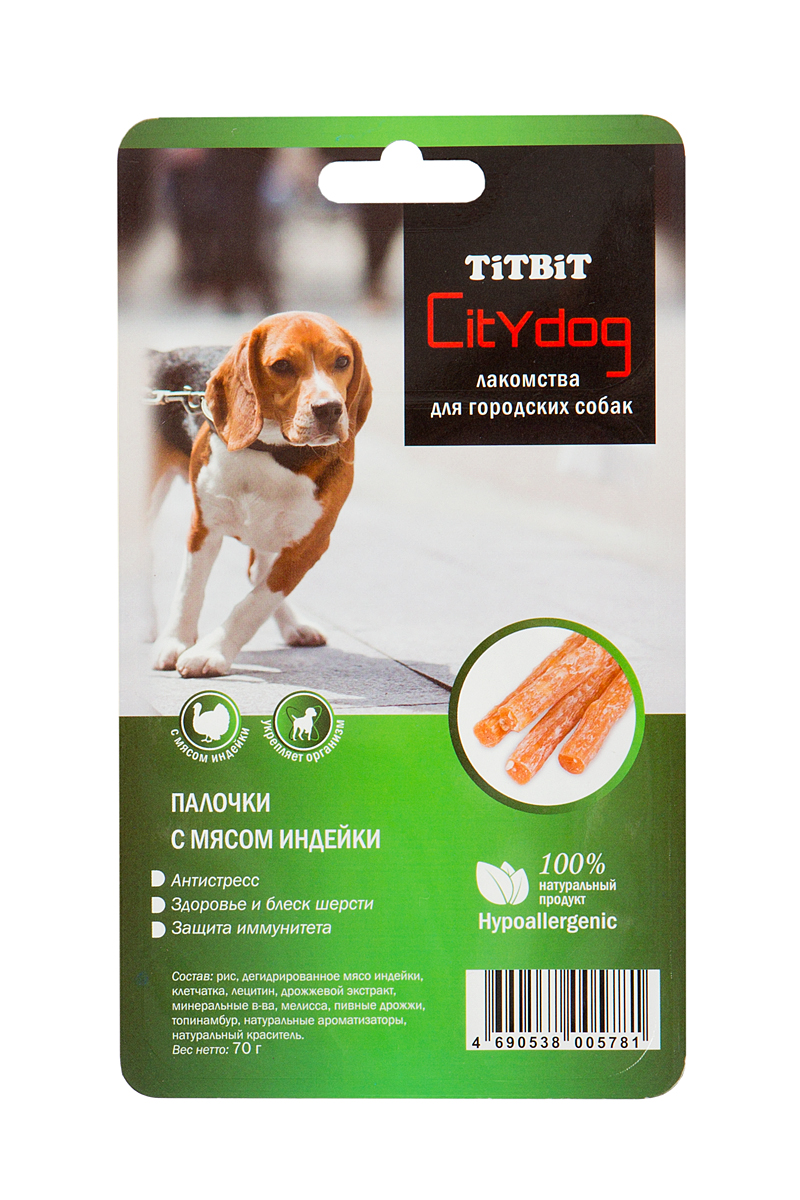 TiTBiT
CitYdog
лакомства
для городских собак
с мясом индейки
укрепляет организм
ПАЛОЧКИ
С МЯСОМ ИНДЕЙКИ
Антистресс
Здоровье и блеск шерсти
Защита иммунитета
100%
натуральный
продукт
Hypoallergenic
Состав: рис, дегидрированное мясо индейки,
клетчатка, лецитин, дрожжевой экстракт,
минеральные в-ва, мелисса, пивные дрожжи,
топинамбур, натуральные ароматизаторы,
натуральный краситель.
Вес нетто: 70 г
4 690538 005781